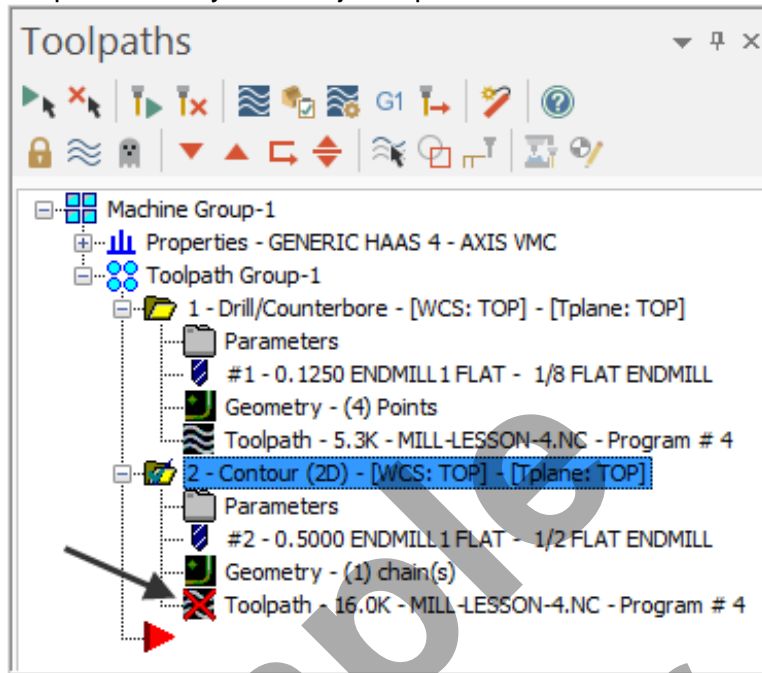 Toolpaths
G1
Machine Group-1
Properties - GENERIC HAAS 4 - AXIS VMC
Toolpath Group-1
1 - Drill/Counterbore - [WCS: TOP] - [Tplane: TOP]
Parameters
#1 - 0.1250 ENDMILL1 FLAT - 1/8 FLAT ENDMILL
Geometry - (4) Points
Toolpath - 5.3K - MILL-LESSON-4.NC - Program # 4
2 - Contour (2D) - [WCS: TOP] - [Tplane: TOP]
Parameters
#2 - 0.5000 ENDMILL1 FLAT - 1/2 FLAT ENDMILL
Geometry - (1) chain(s)
Toolpath - 16.0K - MILL-LESSON-4.NC - Program # 4